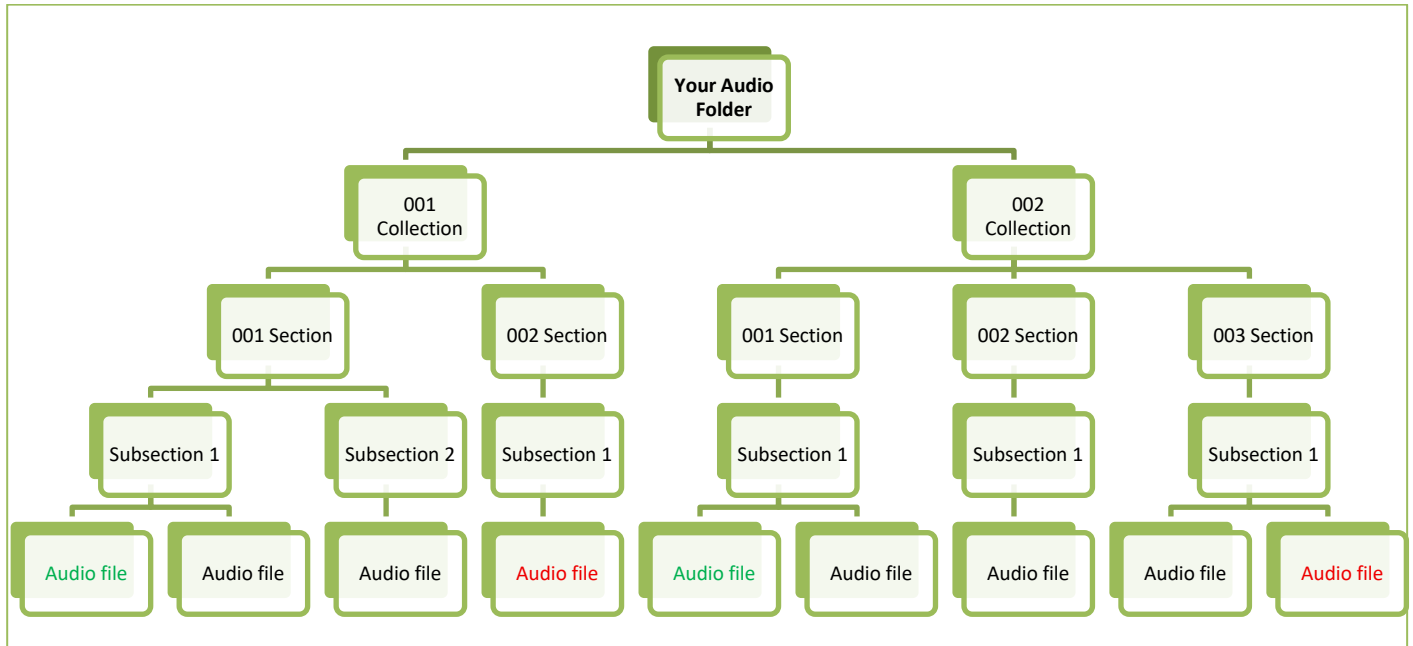 Your Audio
Folder
001
Collection
002
Collection
001 Section
002 Section
001 Section
002 Section
003 Section
Subsection 1
Subsection 2
Subsection 1
Subsection 1
Subsection 1
Subsection 1
Audio file
Audio file
Audio file
Audio file
Audio file
Audio file
Audio file
Audio file
Audio file